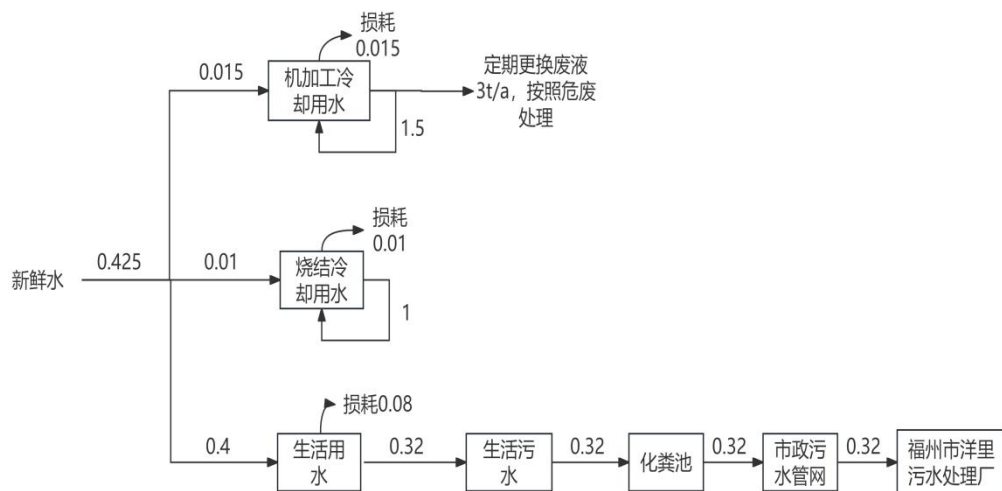 损耗
0.015
0.015
机加工冷
却用水
定期更换废液
3t/a，按照危废
处理
1.5
损耗
0.01
新鲜水
0.425
0.01
烧结冷
却用水
1
损耗0.08
0.4
生活用
水
0.32
生活污
水
0.32
化粪池
0.32
市政污
水管网
0.32
福州市洋里
污水处理厂